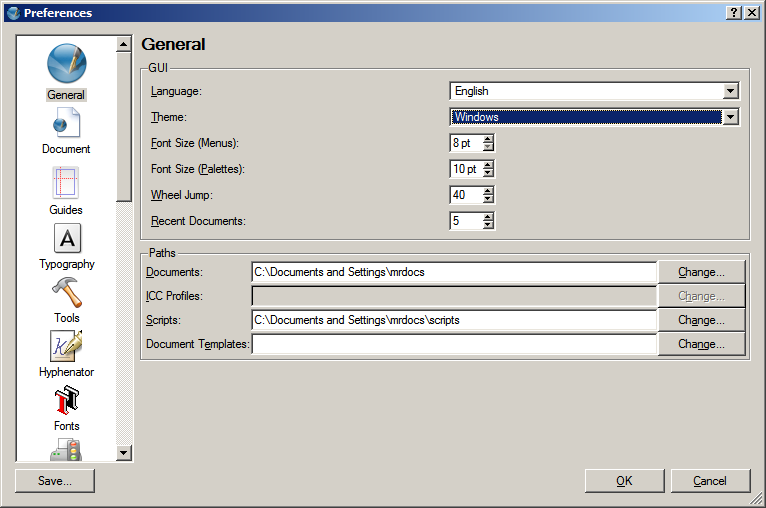 Preferences
General
Document
Guides
A
Typography
Tools
Hyphenator
Fonts
General
GUI
Language: English
Theme: Windows
Font Size (Menus): 8 pt
Font Size (Palettes): 10 pt
Wheel Jump: 40
Recent Documents: 5
Paths
Documents: C:\Documents and Settings\mrdocs Change...
ICC Profiles: Change...
Scripts: C:\Documents and Settings\mrdocs\scripts Change...
Document Templates: Change...
Save... OK Cancel